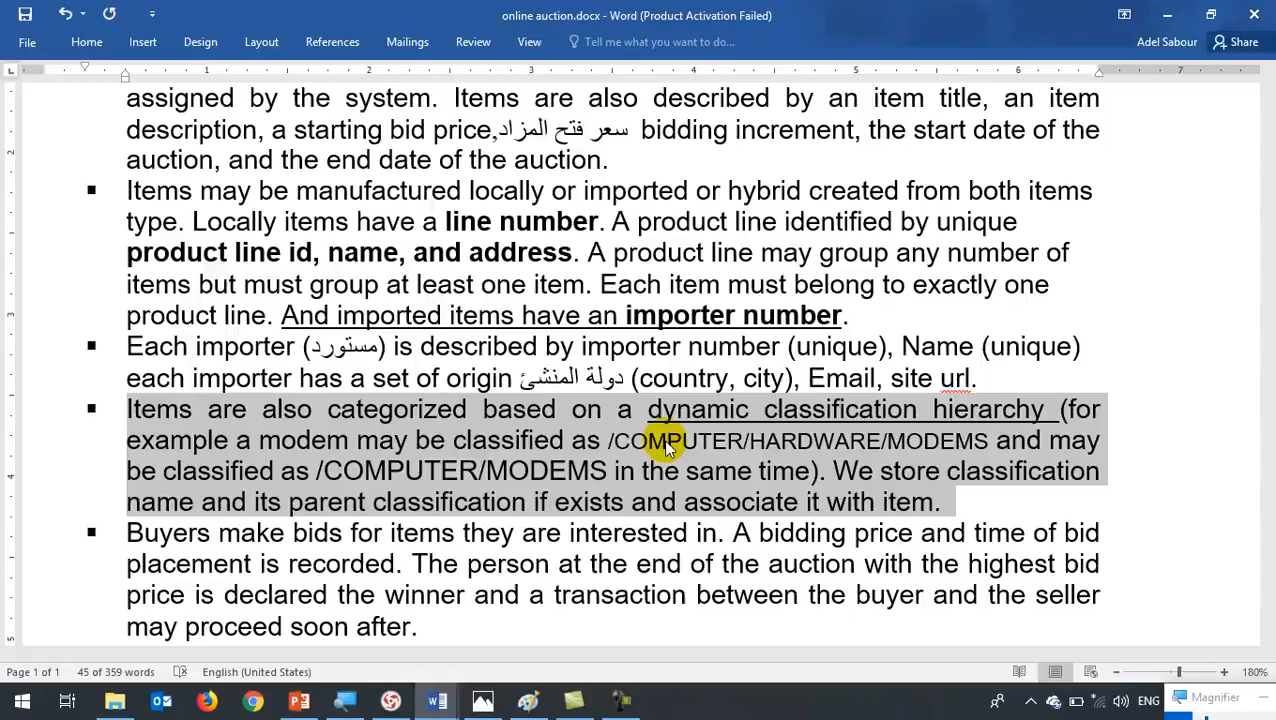 online auction.docx - Word (Product Activation Failed)
File Home Insert Design Layout References Mailings Review View Tell me what you want to do... Adel Sabour Share
1 2 3 4 5 6 7
assigned by the system. Items are also described by an item title, an item
description, a starting bid price,سعر فتح المزاد bidding increment, the start date of the
auction, and the end date of the auction.
▪ Items may be manufactured locally or imported or hybrid created from both items
type. Locally items have a line number. A product line identified by unique
product line id, name, and address. A product line may group any number of
items but must group at least one item. Each item must belong to exactly one
product line. And imported items have an importer number.
▪ Each importer (مستورد) is described by importer number (unique), Name (unique)
each importer has a set of origin دولة المنشئ (country, city), Email, site url.
▪ Items are also categorized based on a dynamic classification hierarchy (for
example a modem may be classified as /COMPUTER/HARDWARE/MODEMS and may
be classified as /COMPUTER/MODEMS in the same time). We store classification
name and its parent classification if exists and associate it with item.
▪ Buyers make bids for items they are interested in. A bidding price and time of bid
placement is recorded. The person at the end of the auction with the highest bid
price is declared the winner and a transaction between the buyer and the seller
may proceed soon after.
2
3
4
5
Page 1 of 1 45 of 359 words English (United States) 180%
ENG Magnifier